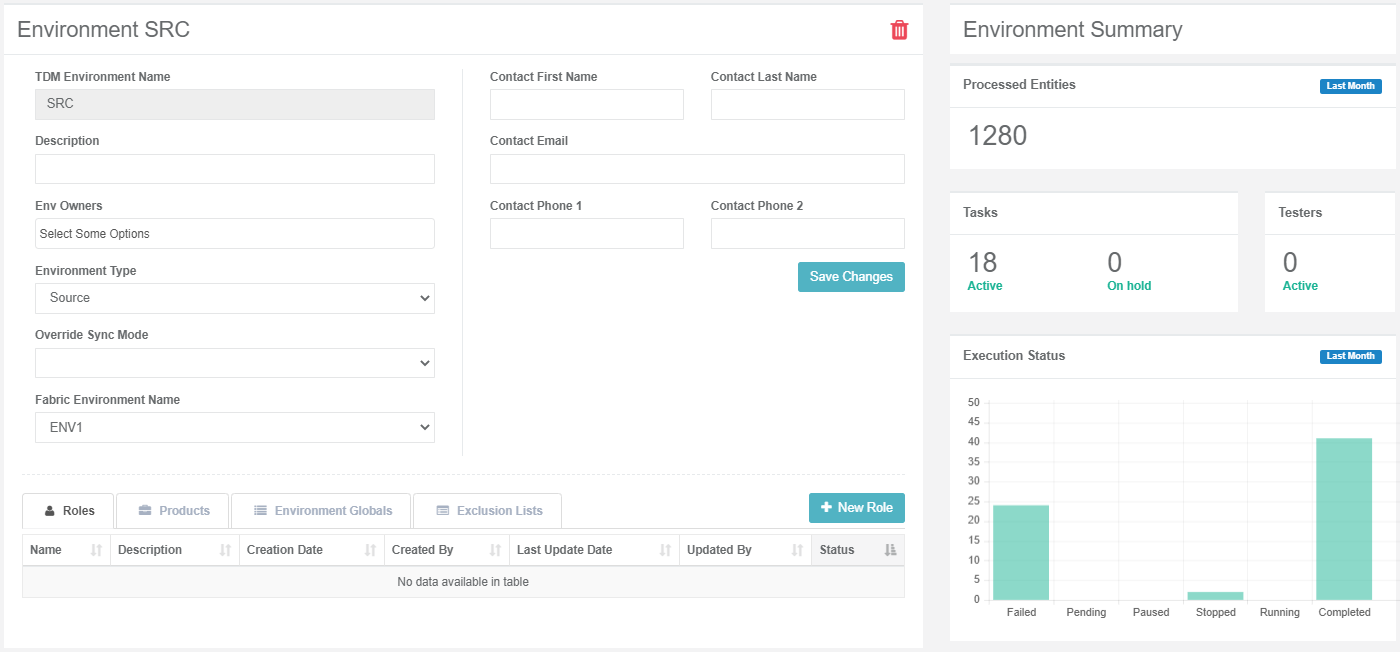 Environment SRC
TDM Environment Name
SRC
Description
Env Owners
Select Some Options
Environment Type
Source
Override Sync Mode
Fabric Environment Name
ENV1
Contact First Name
Contact Last Name
Contact Email
Contact Phone 1
Contact Phone 2
Save Changes
Roles
Products
Environment Globals
Exclusion Lists
New Role
Name Description Creation Date Created By Last Update Date Updated By Status
No data available in table
Environment Summary
Processed Entities
Last Month
1280
Tasks
18
Active
0
On hold
Testers
0
Active
Execution Status
Last Month
50
45
40
35
30
25
20
15
10
5
0
Failed Pending Paused Stopped Running Completed